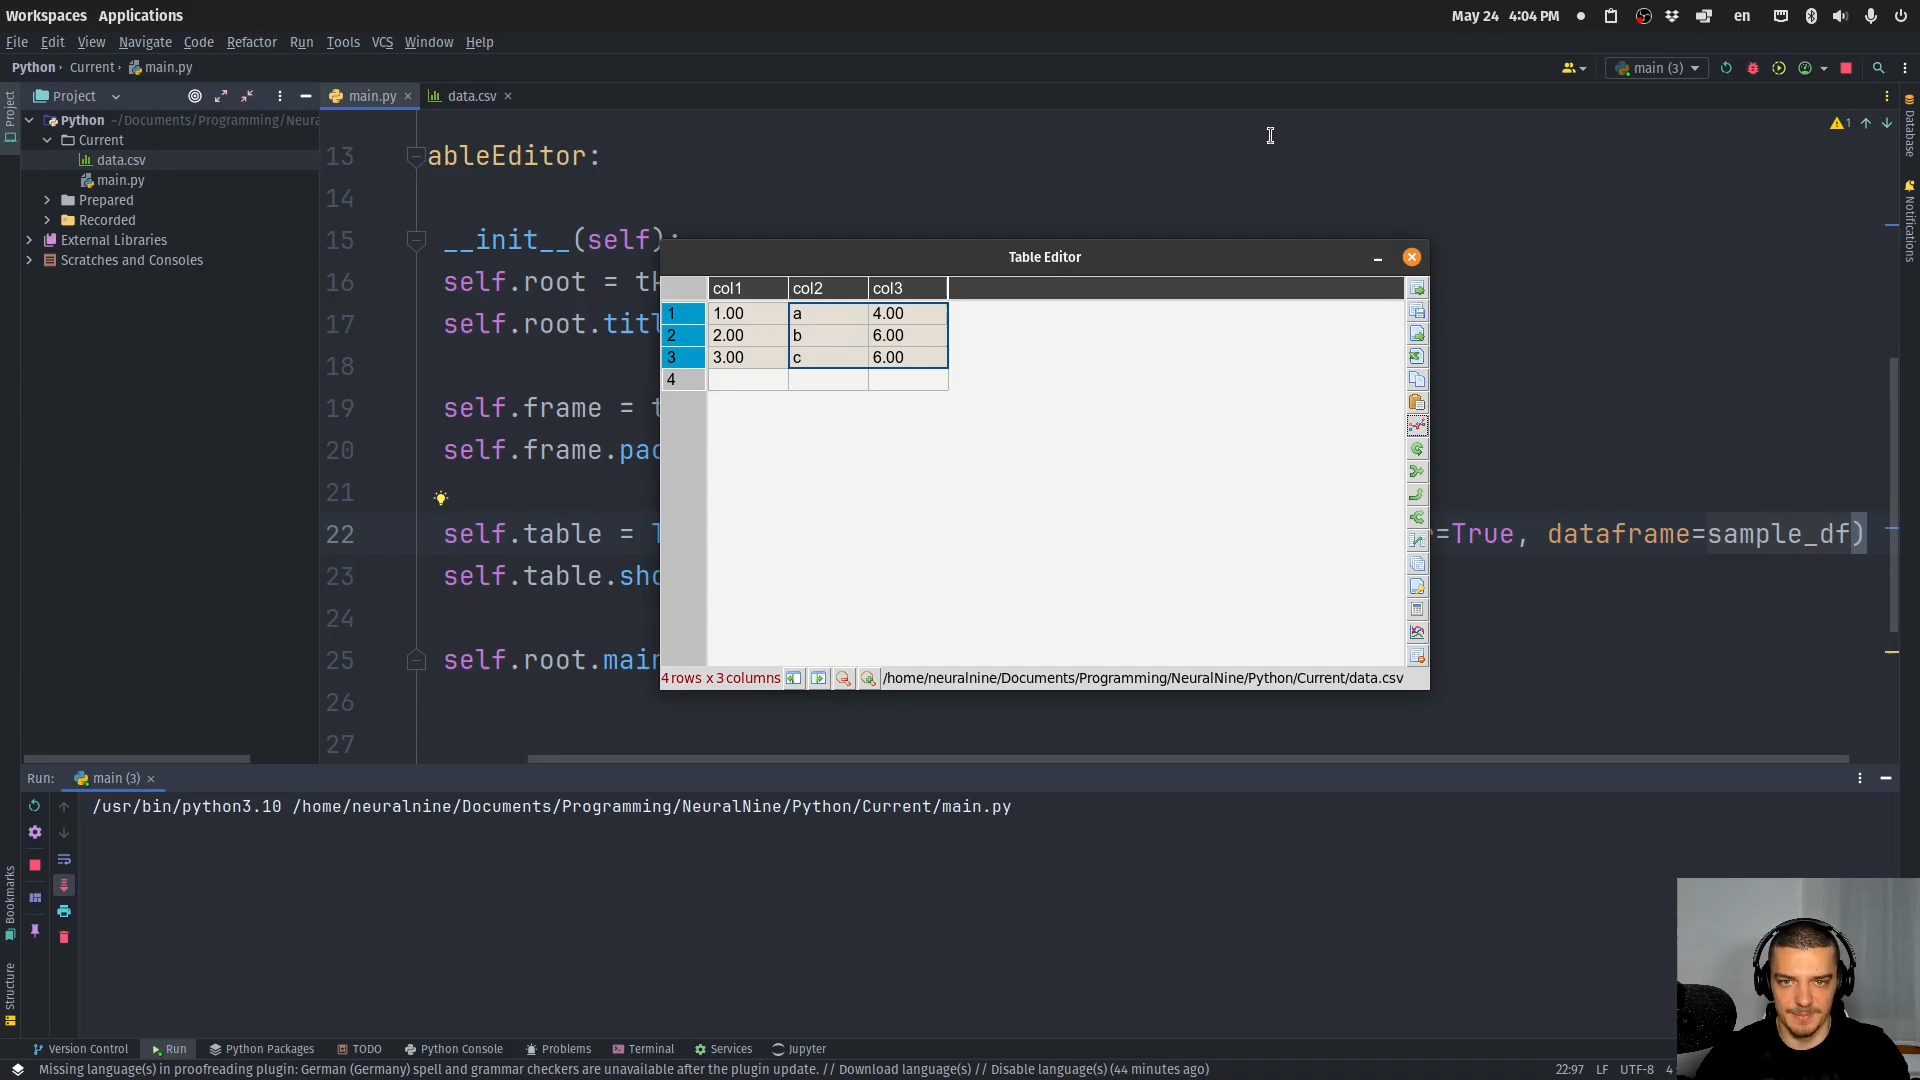 Workspaces Applications
May 24 4:04 PM
en
File Edit View Navigate Code Refactor Run Tools VCS Window Help
Python Current main.py
main (3)
Project
main.py
data.csv
Python ~/Documents/Programming/Neura
Current
data.csv
main.py
Prepared
Recorded
External Libraries
Scratches and Consoles
Project
Bookmarks
Structure
Database
Notifications
1
13 ableEditor:
14
15 __init__(self):
16 self.root = tk
17 self.root.titl
18
19 self.frame = t
20 self.frame.pac
21
22 self.table = T =True, dataframe=sample_df)
23 self.table.sho
24
25 self.root.main
26
27
Table Editor
col1 col2 col3
1 1.00 a 4.00
2 2.00 b 6.00
3 3.00 c 6.00
4
4 rows x 3 columns /home/neuralnine/Documents/Programming/NeuralNine/Python/Current/data.csv
Run: main (3)
/usr/bin/python3.10 /home/neuralnine/Documents/Programming/NeuralNine/Python/Current/main.py
Version Control Run Python Packages TODO Python Console Problems Terminal Services Jupyter
Missing language(s) in proofreading plugin: German (Germany) spell and grammar checkers are unavailable after the plugin update. // Download language(s) // Disable language(s) (44 minutes ago)
22:97 LF UTF-8 4